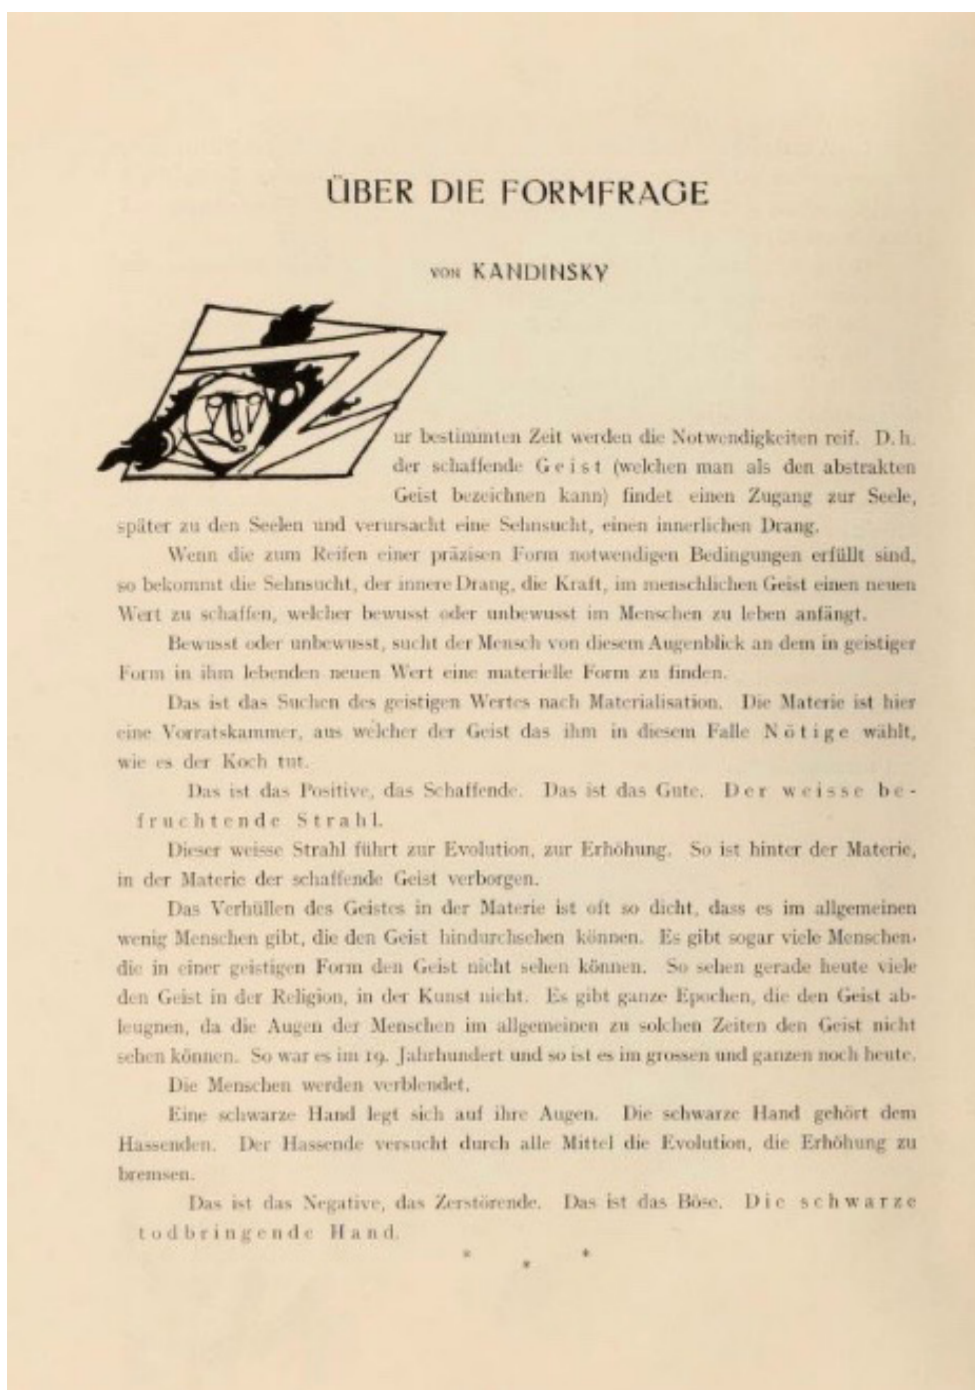 ÜBER DIE FORMFRAGE
VON KANDINSKY
Zur bestimmten Zeit werden die Notwendigkeiten reif. D. h.
der schaffende Geist (welchen man als den abstrakten
Geist bezeichnen kann) findet einen Zugang zur Seele,
später zu den Seelen und verursacht eine Sehnsucht, einen innerlichen Drang.
Wenn die zum Reifen einer präzisen Form notwendigen Bedingungen erfüllt sind,
so bekommt die Sehnsucht, der innere Drang, die Kraft, im menschlichen Geist einen neuen
Wert zu schaffen, welcher bewusst oder unbewusst im Menschen zu leben anfängt.
Bewusst oder unbewusst, sucht der Mensch von diesem Augenblick an dem in geistiger
Form in ihm lebenden neuen Wert eine materielle Form zu finden.
Das ist das Suchen des geistigen Wertes nach Materialisation. Die Materie ist hier
eine Vorratskammer, aus welcher der Geist das ihm in diesem Falle Nötige wählt,
wie es der Koch tut.
Das ist das Positive, das Schaffende. Das ist das Gute. Der weisse be-
fruchtende Strahl.
Dieser weisse Strahl führt zur Evolution, zur Erhöhung. So ist hinter der Materie,
in der Materie der schaffende Geist verborgen.
Das Verhüllen des Geistes in der Materie ist oft so dicht, dass es im allgemeinen
wenig Menschen gibt, die den Geist hindurchsehen können. Es gibt sogar viele Menschen,
die in einer geistigen Form den Geist nicht sehen können. So sehen gerade heute viele
den Geist in der Religion, in der Kunst nicht. Es gibt ganze Epochen, die den Geist ab-
leugnen, da die Augen der Menschen im allgemeinen zu solchen Zeiten den Geist nicht
sehen können. So war es im 19. Jahrhundert und so ist es im grossen und ganzen noch heute.
Die Menschen werden verblendet.
Eine schwarze Hand legt sich auf ihre Augen. Die schwarze Hand gehört dem
Hassenden. Der Hassende versucht durch alle Mittel die Evolution, die Erhöhung zu
bremsen.
Das ist das Negative, das Zerstörende. Das ist das Böse. Die schwarze
todbringende Hand.
* * *